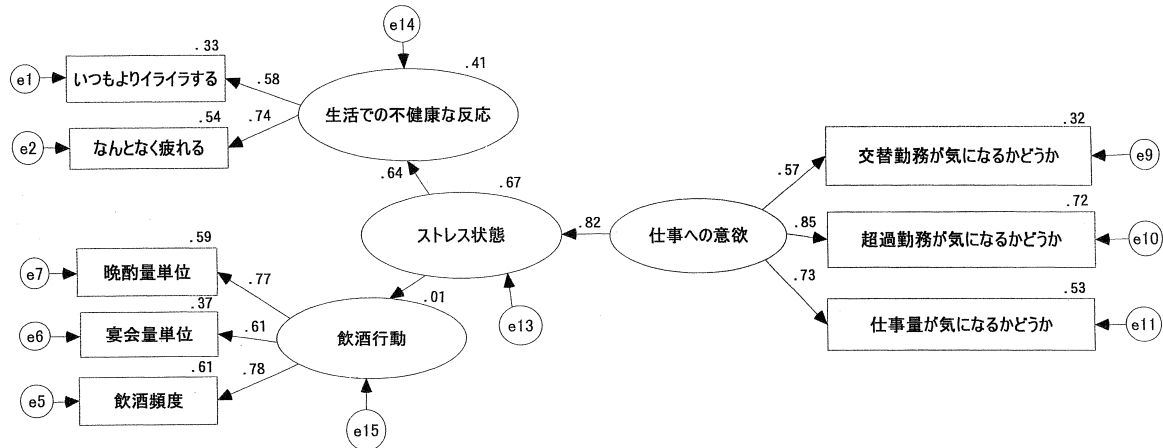 e14
.33
e1
いつもよりイライラする
.58
.41
生活での不健康な反応
.54
.74
e2
なんとなく疲れる
.64
.67
ストレス状態
.82
仕事への意欲
.57
.32
交替勤務が気になるかどうか
e9
.85
.72
超過勤務が気になるかどうか
e10
.73
.53
仕事量が気になるかどうか
e11
.59
e7
晩酌量単位
.77
.37
e6
宴会量単位
.61
.01
飲酒行動
e13
.61
.78
e5
飲酒頻度
e15